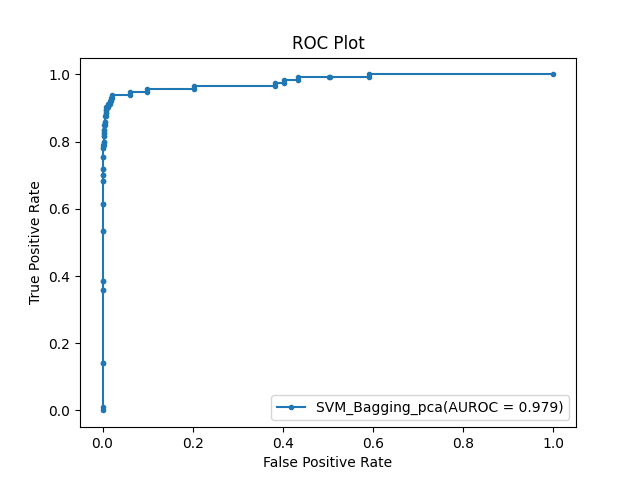 ROC Plot
1.0
0.8
0.6
0.4
0.2
0.0
True Positive Rate
SVM_Bagging_pca(AUROC = 0.979)
0.0 0.2 0.4 0.6 0.8 1.0
False Positive Rate